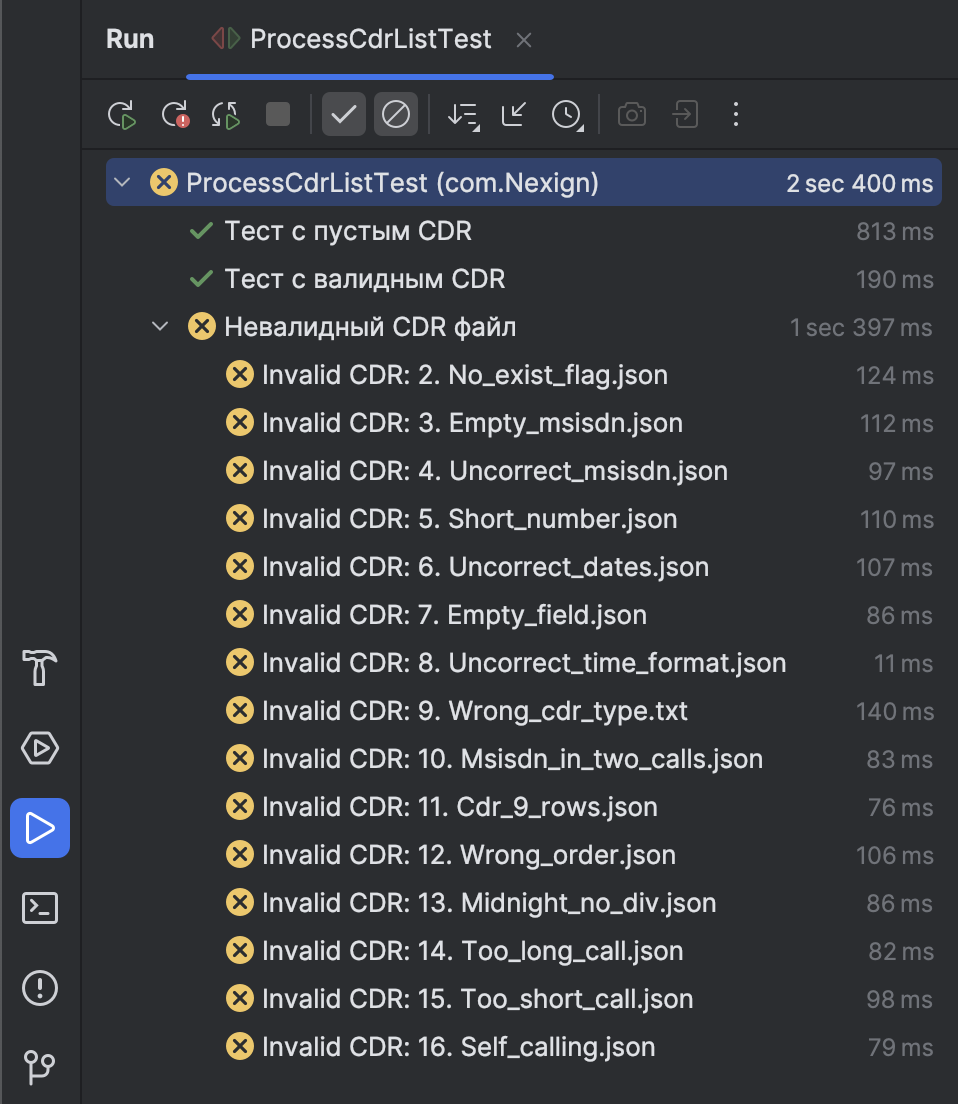 Run ProcessCdrListTest
ProcessCdrListTest (com.Nexign) 2 sec 400 ms
Тест с пустым CDR 813 ms
Тест с валидным CDR 190 ms
Невалидный CDR файл 1 sec 397 ms
Invalid CDR: 2. No_exist_flag.json 124 ms
Invalid CDR: 3. Empty_msisdn.json 112 ms
Invalid CDR: 4. Uncorrect_msisdn.json 97 ms
Invalid CDR: 5. Short_number.json 110 ms
Invalid CDR: 6. Uncorrect_dates.json 107 ms
Invalid CDR: 7. Empty_field.json 86 ms
Invalid CDR: 8. Uncorrect_time_format.json 11 ms
Invalid CDR: 9. Wrong_cdr_type.txt 140 ms
Invalid CDR: 10. Msisdn_in_two_calls.json 83 ms
Invalid CDR: 11. Cdr_9_rows.json 76 ms
Invalid CDR: 12. Wrong_order.json 106 ms
Invalid CDR: 13. Midnight_no_div.json 86 ms
Invalid CDR: 14. Too_long_call.json 82 ms
Invalid CDR: 15. Too_short_call.json 98 ms
Invalid CDR: 16. Self_calling.json 79 ms